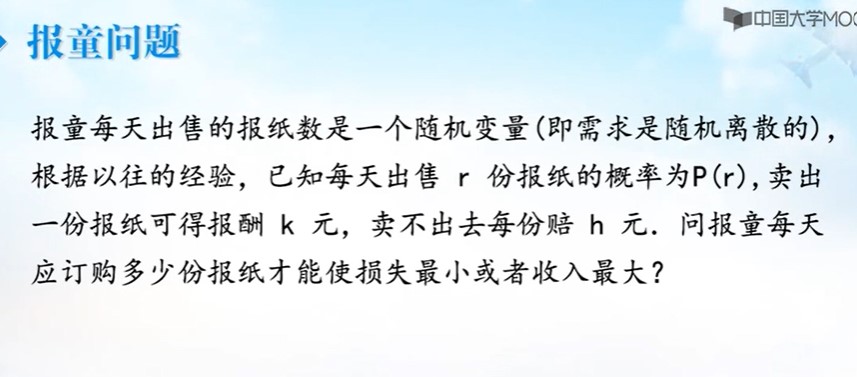 中国大学MOO
报童问题
报童每天出售的报纸数是一个随机变量(即需求是随机离散的),
根据以往的经验, 已知每天出售 r 份报纸的概率为P(r),卖出
一份报纸可得报酬 k 元, 卖不出去每份赔 h 元. 问报童每天
应订购多少份报纸才能使损失最小或者收入最大?